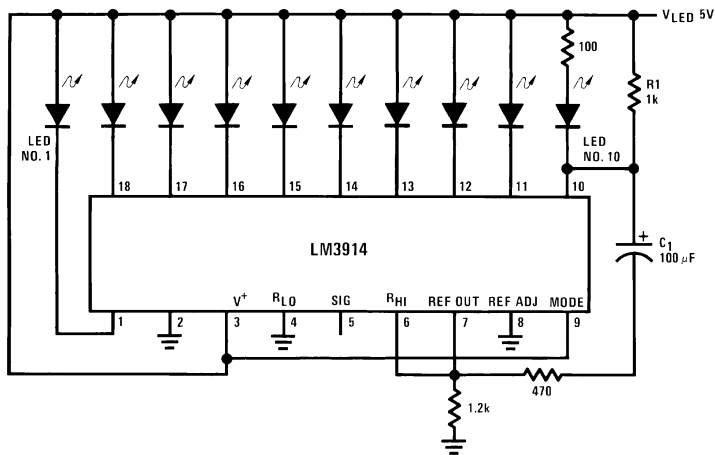 V_LED 5V
100
R1
1k
LED
NO. 1
LED
NO. 10
18 17 16 15 14 13 12 11 10
LM3914
C1
+
100 μF
V+ RLO SIG RHI REF OUT REF ADJ MODE
1 2 3 4 5 6 7 8 9
470
1.2k